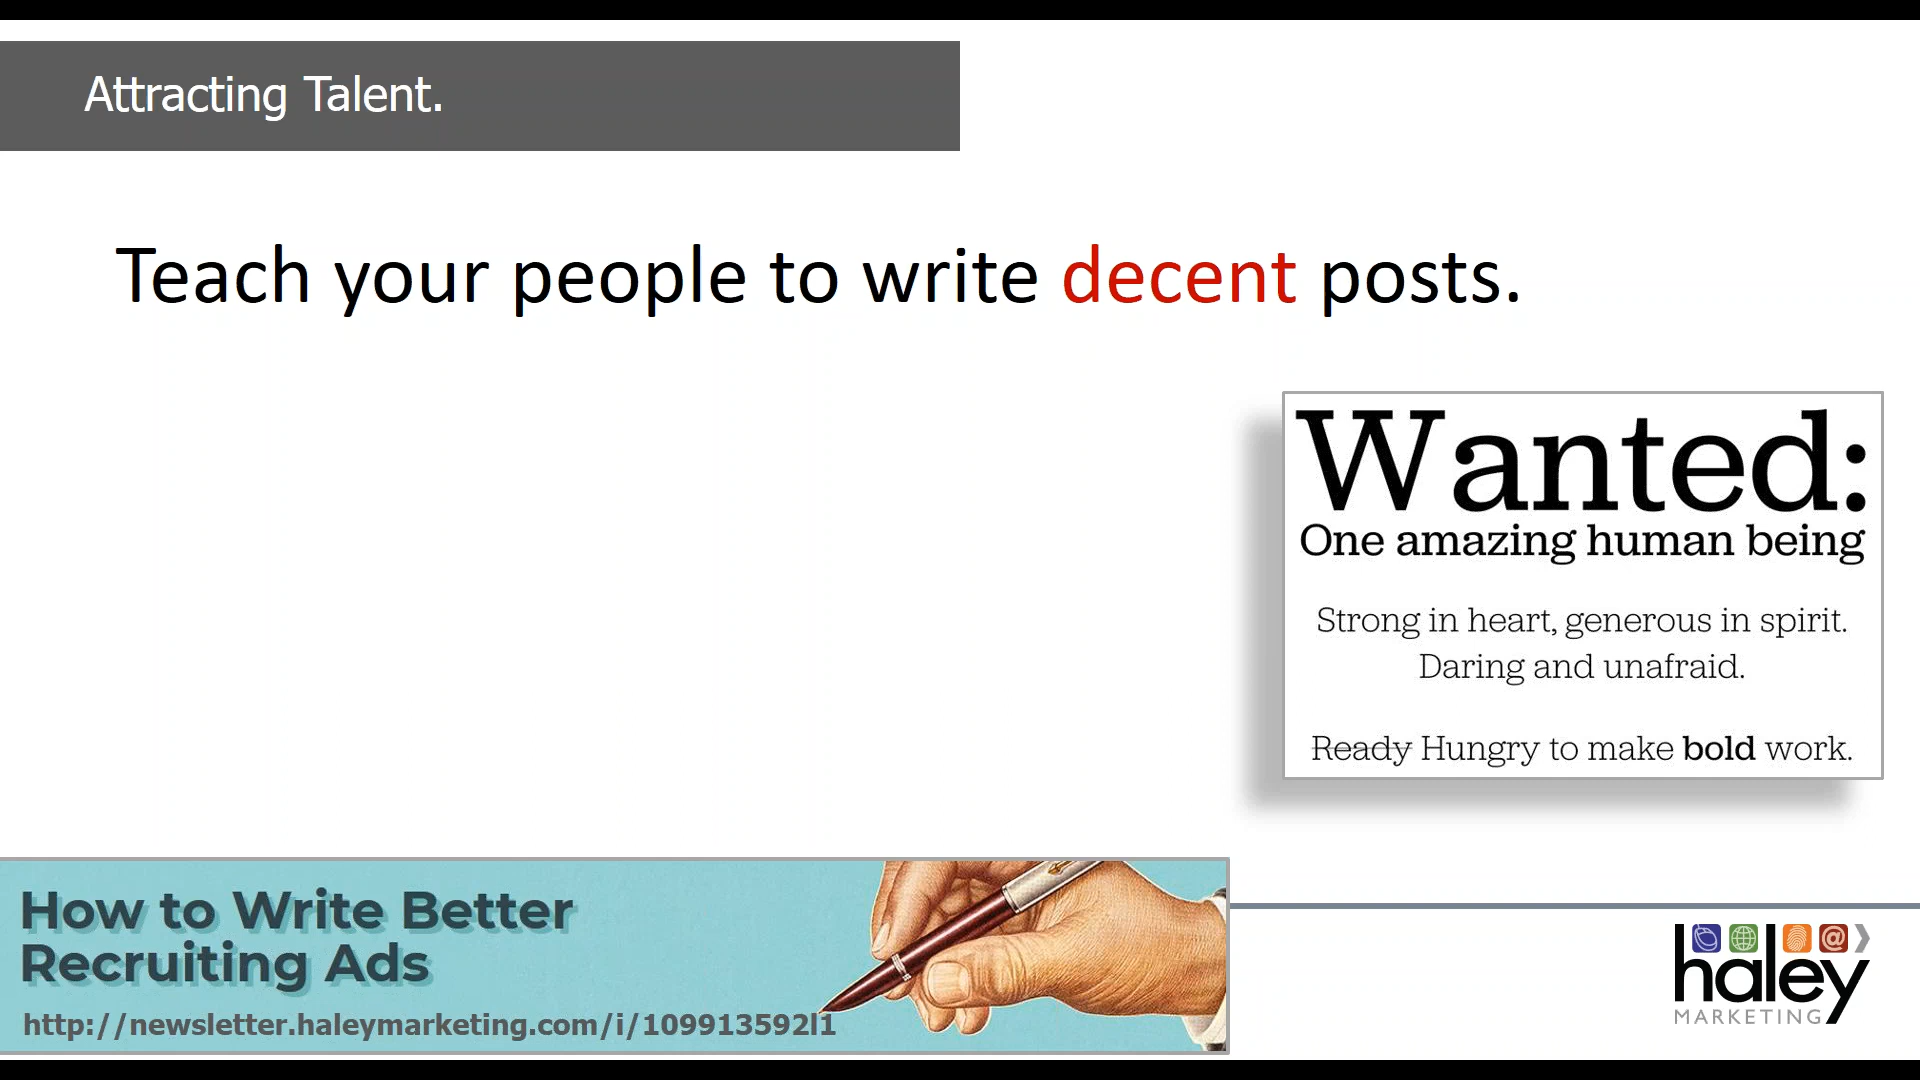 Attracting Talent.
Teach your people to write decent posts.
Wanted:
One amazing human being
Strong in heart, generous in spirit.
Daring and unafraid.
Ready Hungry to make bold work.
How to Write Better
Recruiting Ads
http://newsletter.haleymarketing.com/i/109913592l1
haley
MARKETING